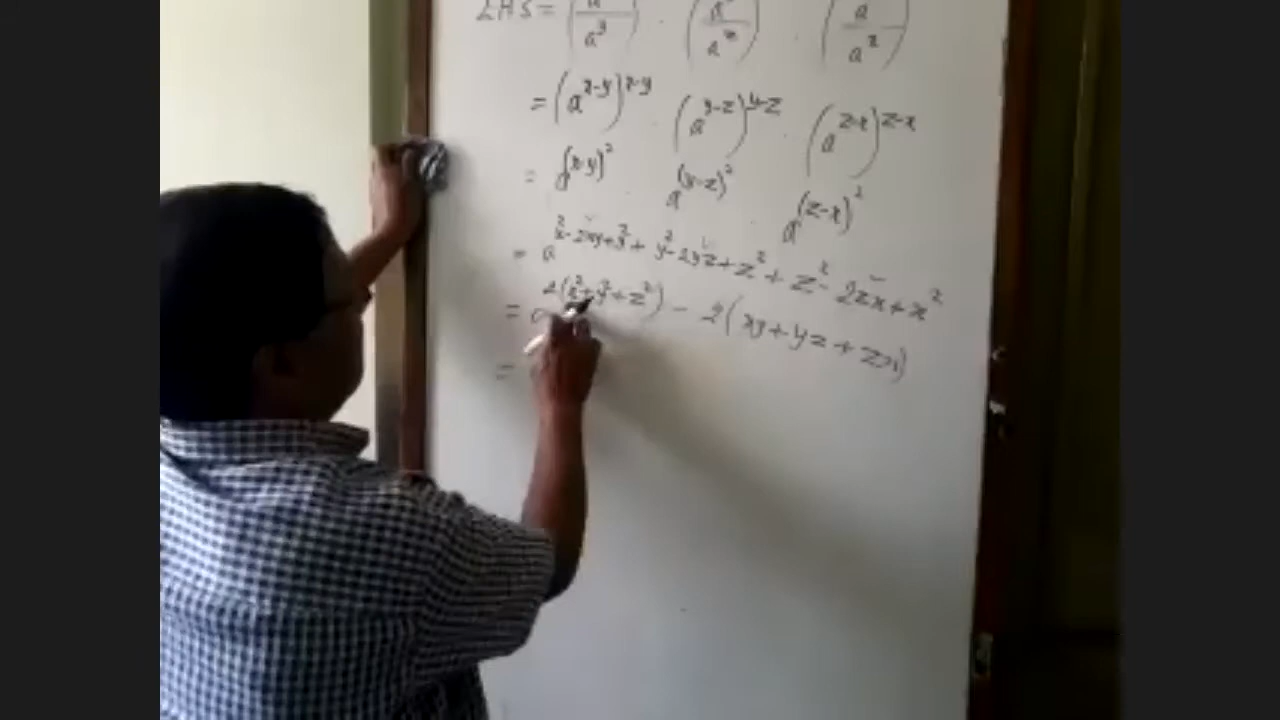 LHS = (a/a^y) . (a^y/a^z) . (a/a^x)
= (a^{x-y})^{x-y} . (a^{y-z})^{y-z} . (a^{z-x})^{z-x}
= a^{(x-y)^2} . a^{(y-z)^2} . a^{(z-x)^2}
= a^{x^2-2xy+y^2+y^2-2yz+z^2+z^2-2zx+x^2}
= a^{2(x^2+y^2+z^2)-2(xy+yz+zx)}
=